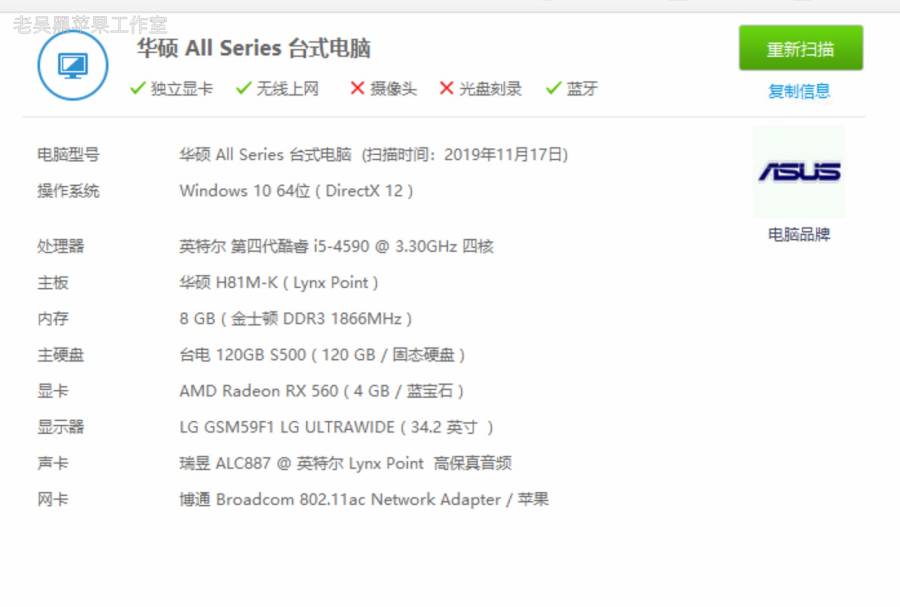 老吴黑苹果工作室
华硕 All Series 台式电脑
重新扫描
独立显卡 无线上网 摄像头 光盘刻录 蓝牙
复制信息
电脑型号 华硕 All Series 台式电脑 (扫描时间：2019年11月17日)
操作系统 Windows 10 64位 ( DirectX 12 )
ASUS
电脑品牌
处理器 英特尔 第四代酷睿 i5-4590 @ 3.30GHz 四核
主板 华硕 H81M-K ( Lynx Point )
内存 8 GB ( 金士顿 DDR3 1866MHz )
主硬盘 台电 120GB S500 ( 120 GB / 固态硬盘 )
显卡 AMD Radeon RX 560 ( 4 GB / 蓝宝石 )
显示器 LG GSM59F1 LG ULTRAWIDE ( 34.2 英寸 )
声卡 瑞昱 ALC887 @ 英特尔 Lynx Point 高保真音频
网卡 博通 Broadcom 802.11ac Network Adapter / 苹果